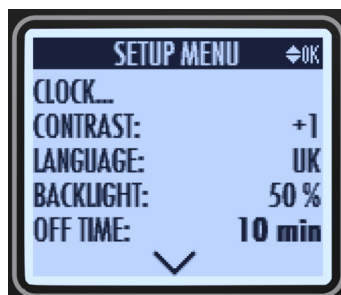 SETUP MENU OK
CLOCK...
CONTRAST: +1
LANGUAGE: UK
BACKLIGHT: 50 %
OFF TIME: 10 min